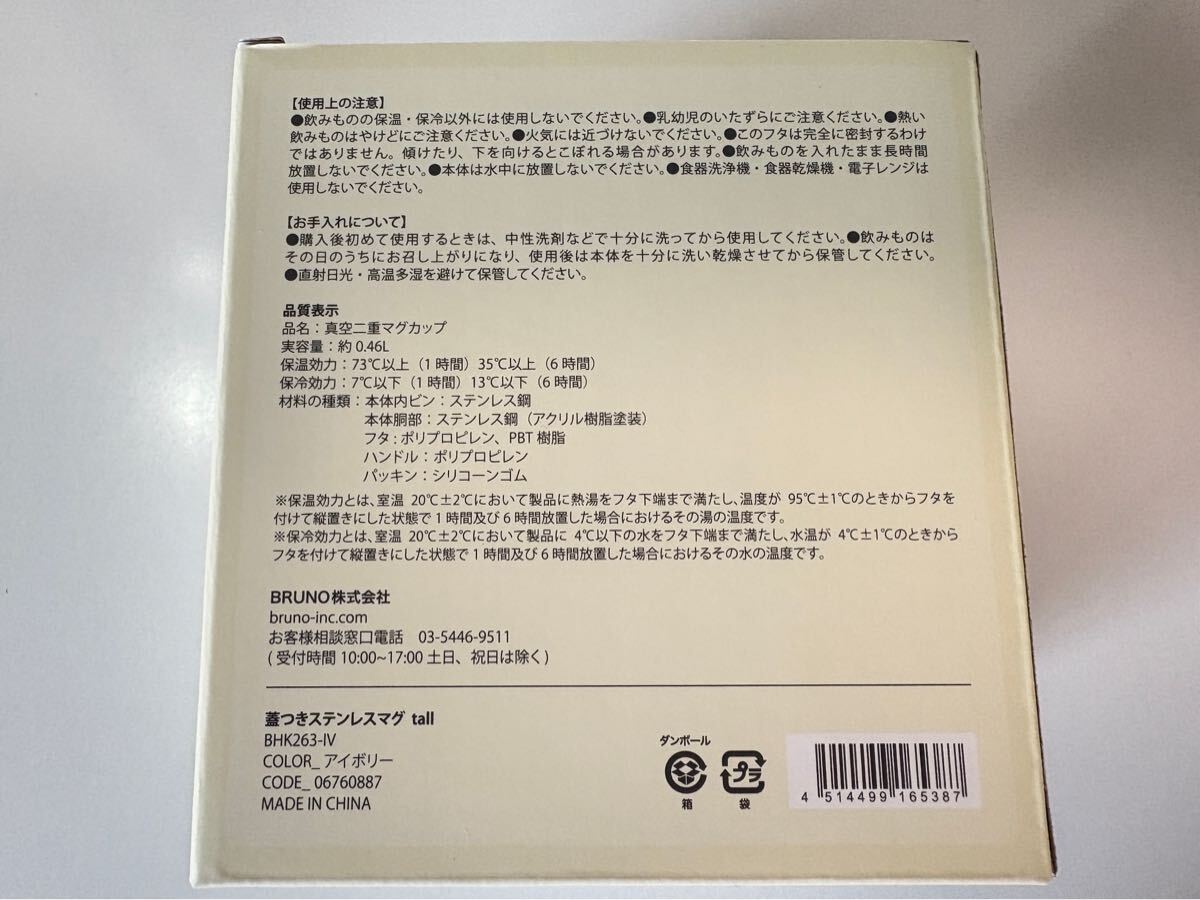 【使用上の注意】
●飲みものの保温・保冷以外には使用しないでください。●乳幼児のいたずらにご注意ください。●熱い
飲みものはやけどにご注意ください。●火気には近づけないでください。●このフタは完全に密封するわけ
ではありません。傾けたり、下を向けるとこぼれる場合があります。●飲みものを入れたまま長時間
放置しないでください。●本体は水中に放置しないでください。●食器洗浄機・食器乾燥機・電子レンジは
使用しないでください。
【お手入れについて】
●購入後初めて使用するときは、中性洗剤などで十分に洗ってから使用してください。●飲みものは
その日のうちにお召し上がりになり、使用後は本体を十分に洗い乾燥させてから保管してください。
●直射日光・高温多湿を避けて保管してください。
品質表示
品名：真空二重マグカップ
実容量：約 0.46L
保温効力：73℃以上（1 時間）35℃以上（6 時間）
保冷効力：7℃以下（1 時間）13℃以下（6 時間）
材料の種類：本体内ビン：ステンレス鋼
本体胴部：ステンレス鋼（アクリル樹脂塗装）
フタ：ポリプロピレン、PBT 樹脂
ハンドル：ポリプロピレン
パッキン：シリコーンゴム
※保温効力とは、室温 20℃±2℃において製品に熱湯をフタ下端まで満たし、温度が 95℃±1℃のときからフタを
付けて縦置きにした状態で 1 時間及び 6 時間放置した場合におけるその湯の温度です。
※保冷効力とは、室温 20℃±2℃において製品に 4℃以下の水をフタ下端まで満たし、水温が 4℃±1℃のときから
フタを付けて縦置きにした状態で 1 時間及び 6 時間放置した場合におけるその水の温度です。
BRUNO株式会社
bruno-inc.com
お客様相談窓口電話 03-5446-9511
( 受付時間 10:00~17:00 土日、祝日は除く )
蓋つきステンレスマグ tall
BHK263-IV
COLOR_ アイボリー
CODE_ 06760887
MADE IN CHINA
ダンボール
箱
プラ
袋
4 514499 165387